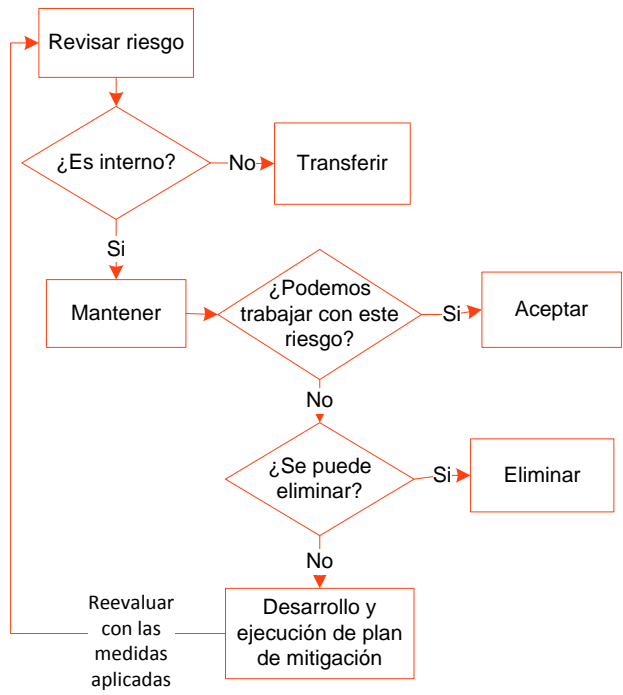 Revisar riesgo
¿Es interno?
No
Transferir
Si
Mantener
¿Podemos
trabajar con este
riesgo?
Si
Aceptar
No
¿Se puede
eliminar?
Si
Eliminar
No
Desarrollo y
ejecución de plan
de mitigación
Reevaluar
con las
medidas
aplicadas